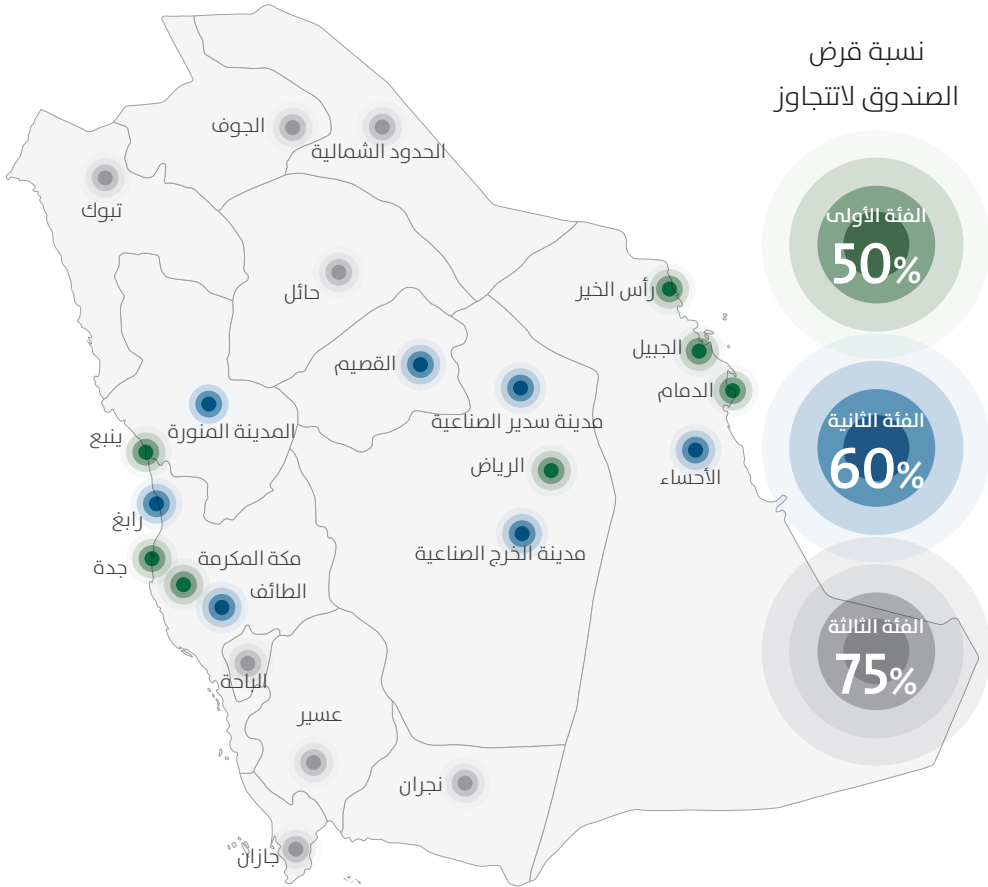 نسبة قرض
الصندوق لاتتجاوز
الفئة الأولى
50%
الفئة الثانية
60%
الفئة الثالثة
75%
الجوف
الحدود الشمالية
تبوك
حائل
رأس الخير
الجبيل
الدمام
القصيم
مدينة سدير الصناعية
المدينة المنورة
ينبع
الرياض
الأحساء
رابغ
مدينة الخرج الصناعية
مكة المكرمة
جدة
الطائف
الباحة
عسير
نجران
جازان